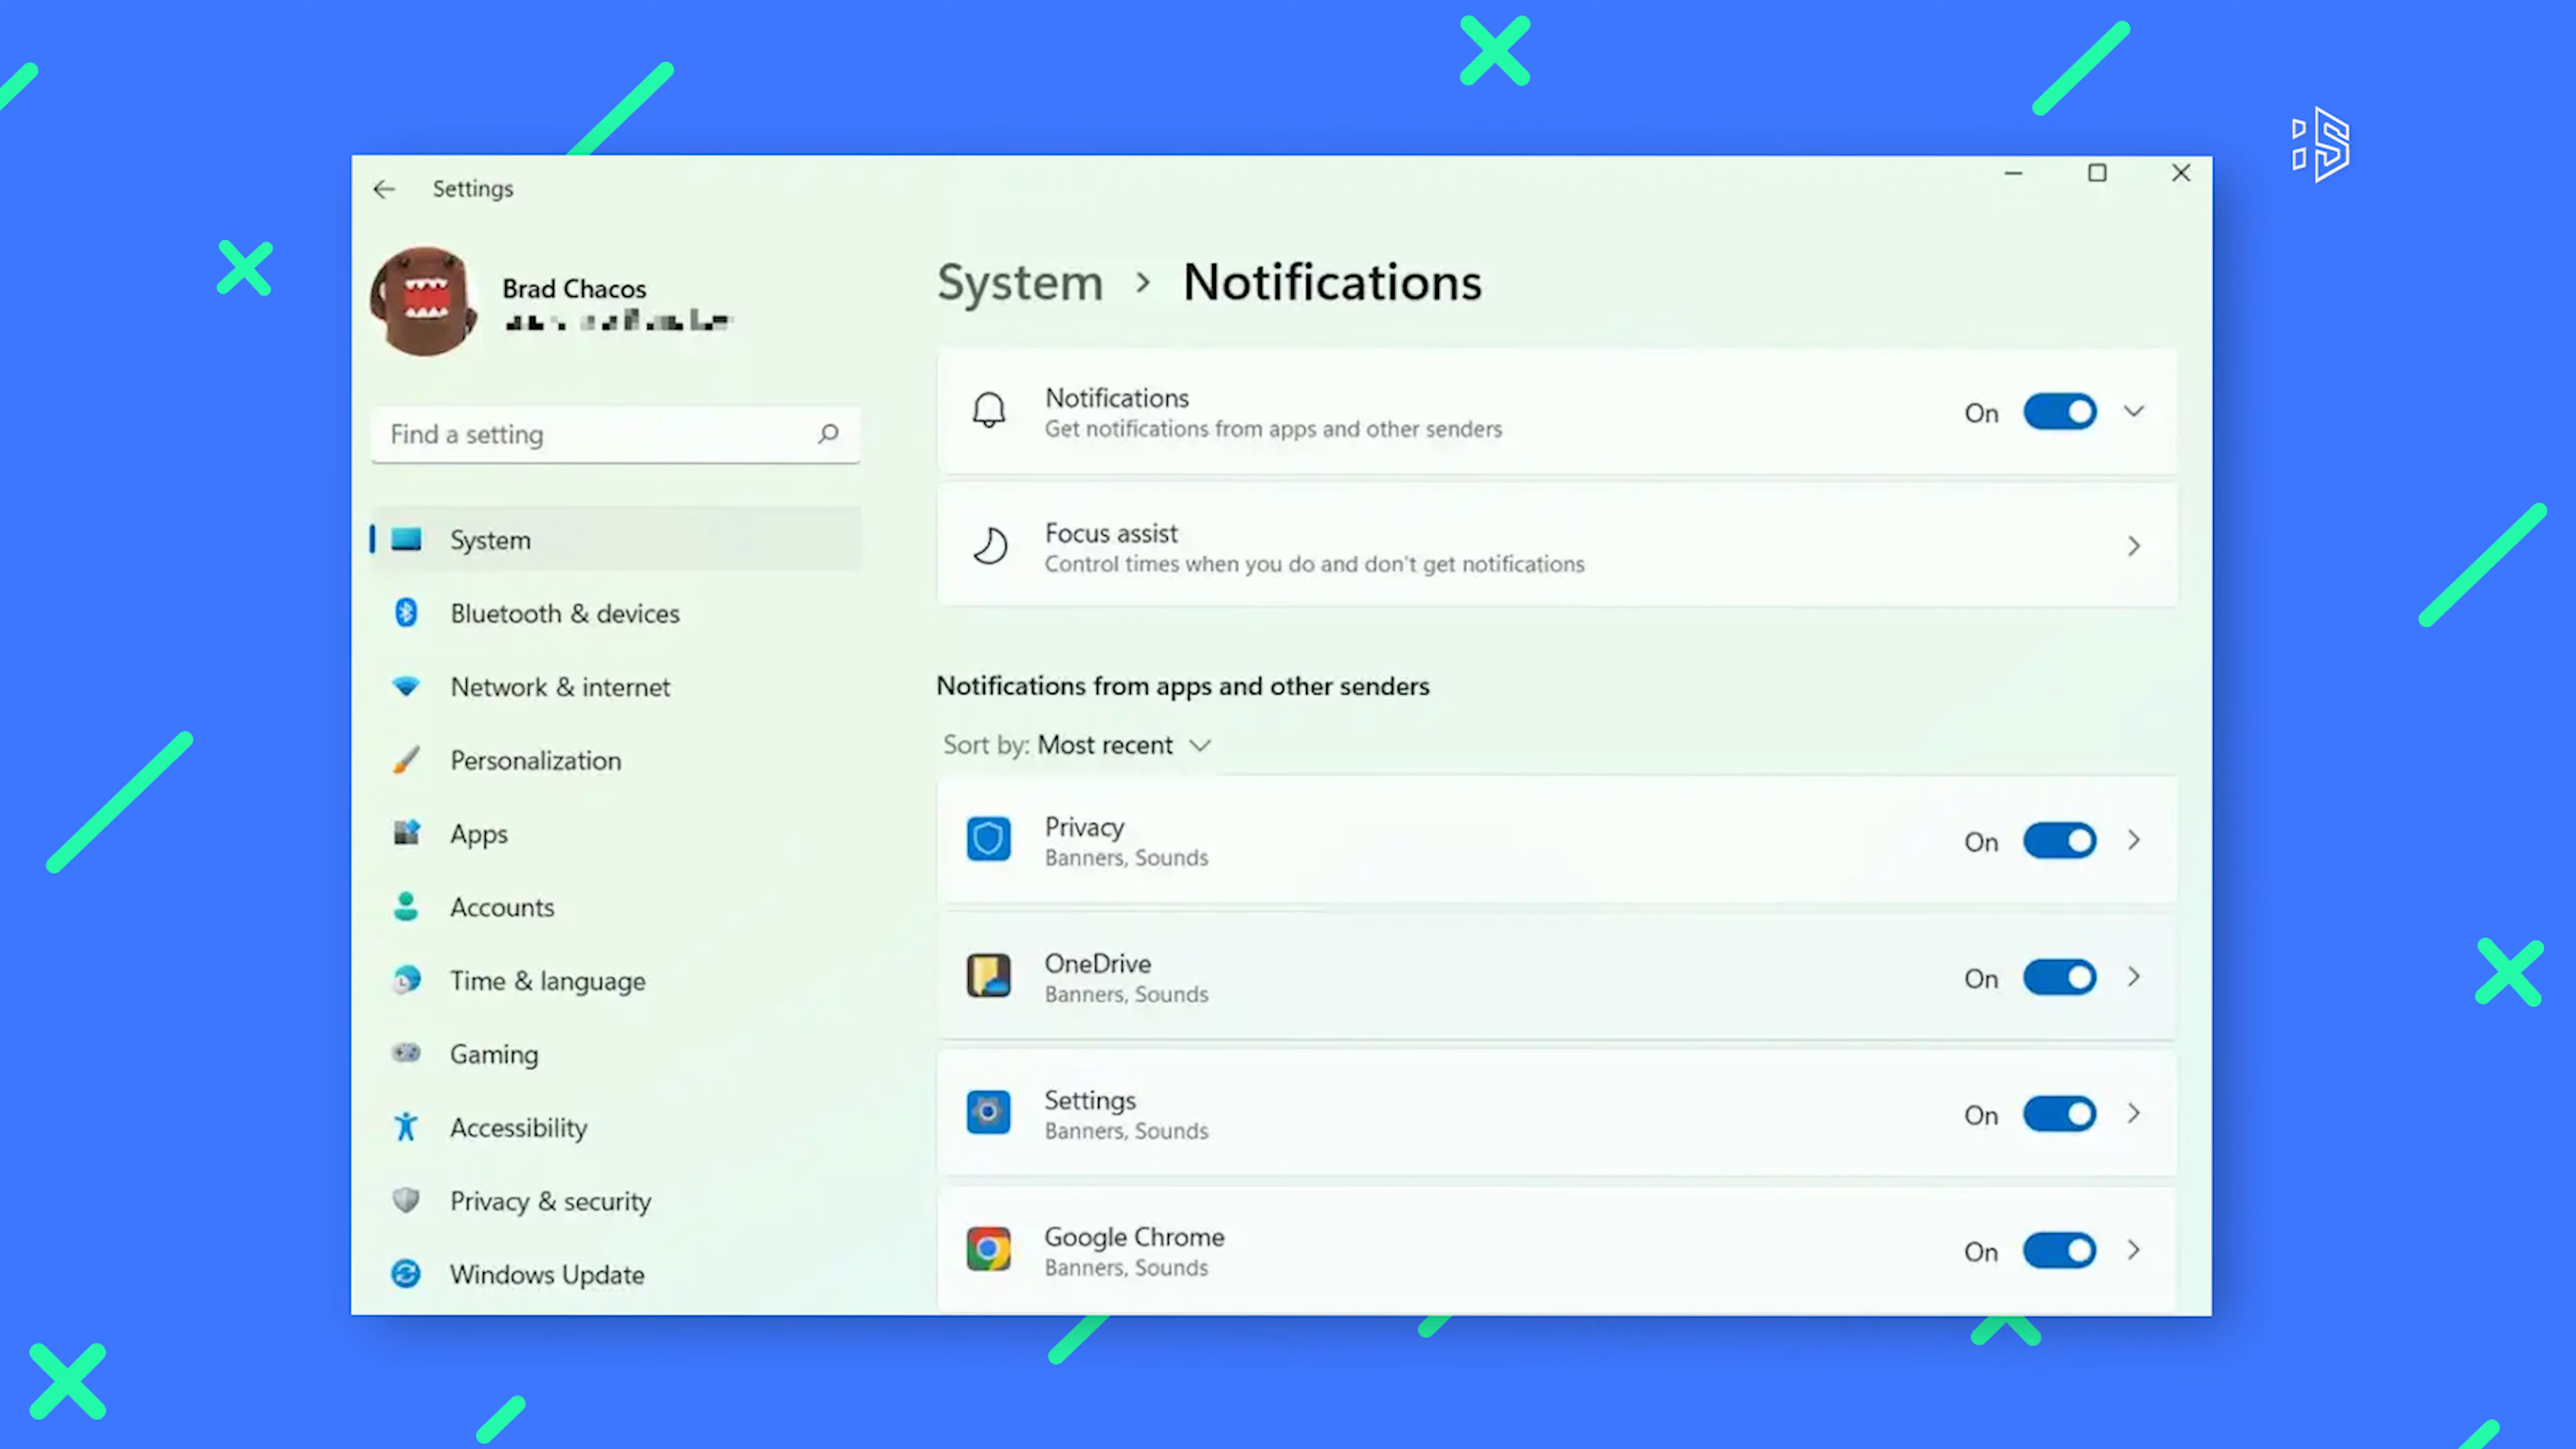 Settings
Brad Chacos
Find a setting
System
Bluetooth & devices
Network & internet
Personalization
Apps
Accounts
Time & language
Gaming
Accessibility
Privacy & security
Windows Update
System > Notifications
Notifications
Get notifications from apps and other senders
On
Focus assist
Control times when you do and don't get notifications
Notifications from apps and other senders
Sort by: Most recent
Privacy
Banners, Sounds
On
OneDrive
Banners, Sounds
On
Settings
Banners, Sounds
On
Google Chrome
Banners, Sounds
On